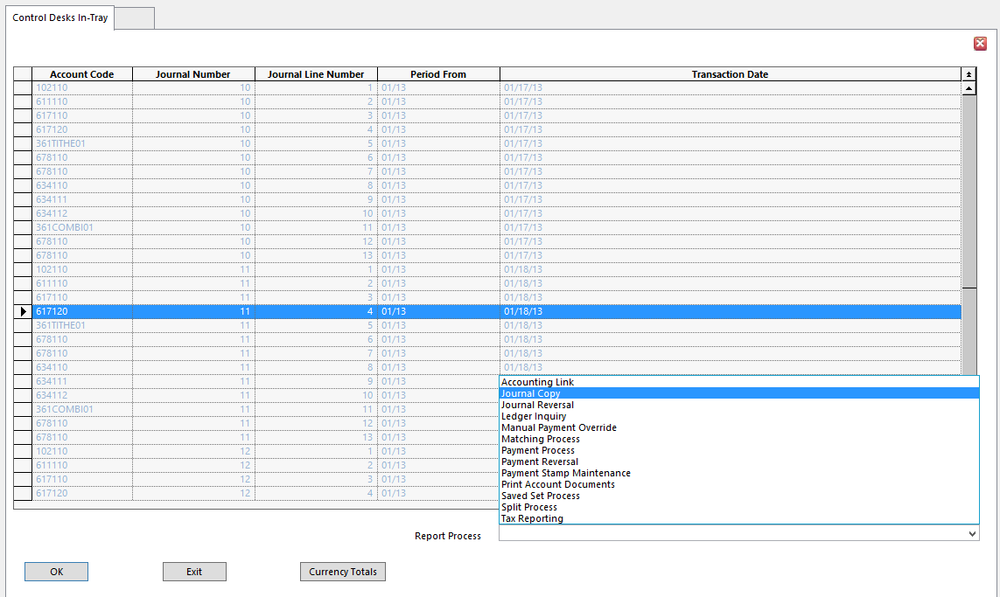 Control Desks In-Tray
Account Code Journal Number Journal Line Number Period From Transaction Date
102110 10 1 01/13 01/17/13
611110 10 2 01/13 01/17/13
617110 10 3 01/13 01/17/13
617120 10 4 01/13 01/17/13
361TITHE01 10 5 01/13 01/17/13
678110 10 6 01/13 01/17/13
678110 10 7 01/13 01/17/13
634110 10 8 01/13 01/17/13
634111 10 9 01/13 01/17/13
634112 10 10 01/13 01/17/13
361COMBI01 10 11 01/13 01/17/13
678110 10 12 01/13 01/17/13
678110 10 13 01/13 01/17/13
102110 11 1 01/13 01/18/13
611110 11 2 01/13 01/18/13
617110 11 3 01/13 01/18/13
617120 11 4 01/13 01/18/13
361TITHE01 11 5 01/13 01/18/13
678110 11 6 01/13 01/18/13
678110 11 7 01/13 01/18/13
634110 11 8 01/13 01/18/13
634111 11 9 01/13
634112 11 10 01/13
361COMBI01 11 11 01/13
678110 11 12 01/13
678110 11 13 01/13
102110 12 1 01/13
611110 12 2 01/13
617110 12 3 01/13
617120 12 4 01/13
Accounting Link
Journal Copy
Journal Reversal
Ledger Inquiry
Manual Payment Override
Matching Process
Payment Process
Payment Reversal
Payment Stamp Maintenance
Print Account Documents
Saved Set Process
Split Process
Tax Reporting
Report Process
OK Exit Currency Totals